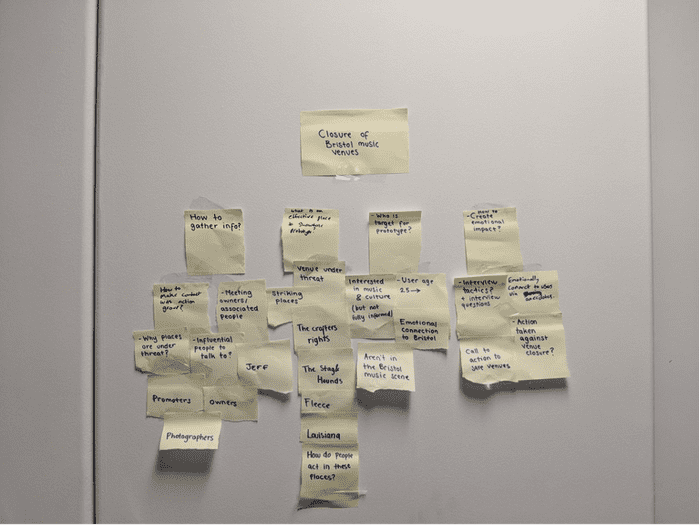 Closure of
Bristol music
venues
How to
gather info?
What is an
effective place
to showcase
prototype?
- Who is
target for
prototype?
How to
- Create
emotional
impact?
How to
make contact
with action
group?
- Meeting
owners/
associated
people
Striking
places
- Why places
are under
threat?
- Influential
people to
talk to?
Jeff
Promoters
owners
Photographers
Venue under
threat
The crofters
rights
The Stag &
Hounds
Fleece
Louisiana
How do people
act in these
places?
Interested
in music
& culture
(but not
fully informed)
- User age
25→
Emotional
connection
to Bristol
Aren't in
the Bristol
music scene
- Interview
tactics?
+ interview
questions
Emotionally
connect to users
via
anecdotes.
Call to
action to
save venues
- Action
taken
against
venue
closure?